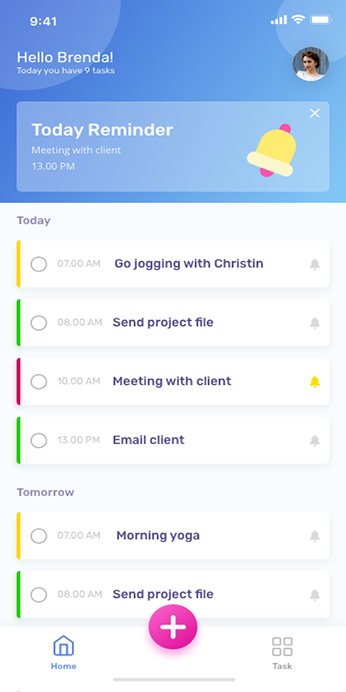 9:41
Hello Brenda!
Today you have 9 tasks
Today Reminder
Meeting with client
13.00 PM
Today
07.00 AM Go jogging with Christin
08.00 AM Send project file
10.00 AM Meeting with client
13.00 PM Email client
Tomorrow
07.00 AM Morning yoga
08.00 AM Send project file
Home Task